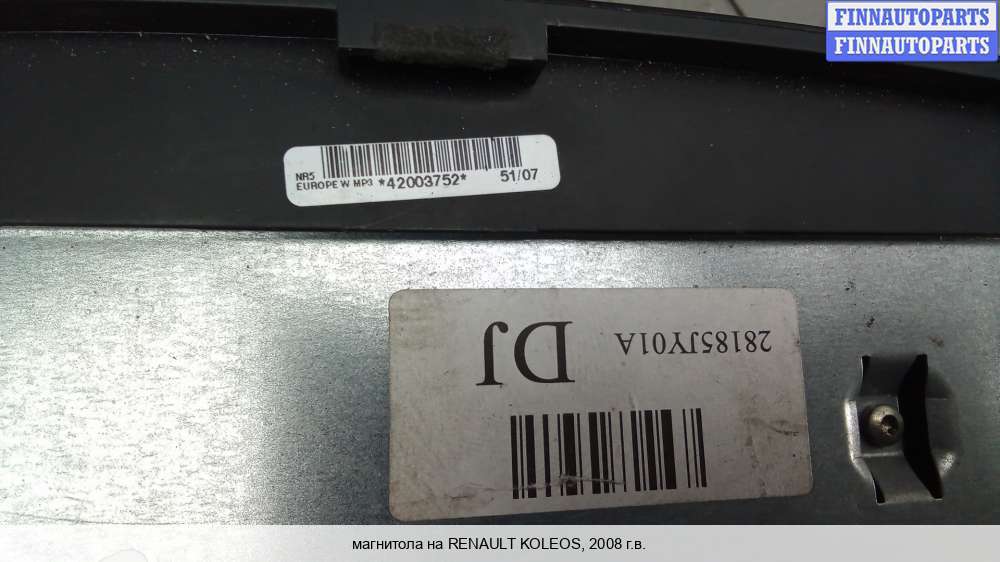 FINNAUTOPARTS
FINNAUTOPARTS
NR5
EUROPE W MP3 *42003752* 51/07
28185JY01A
DJ
магнитола на RENAULT KOLEOS, 2008 г.в.